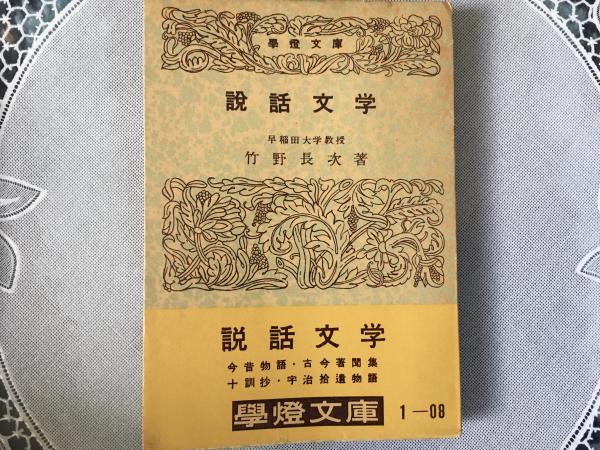 學燈文庫
説話文学
早稲田大学教授
竹野長次著
説話文学
今昔物語・古今著聞集
十訓抄・宇治拾遺物語
學燈文庫 1—08